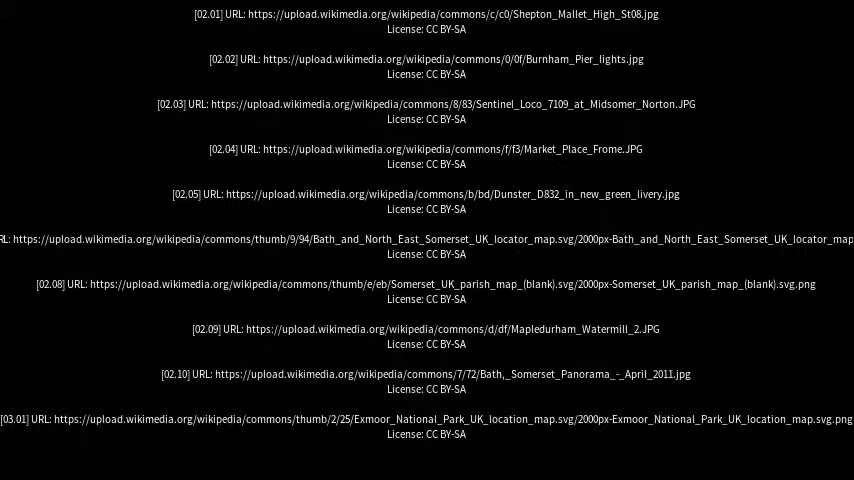 [02.01] URL: https://upload.wikimedia.org/wikipedia/commons/c/c0/Shepton_Mallet_High_St08.jpg
License: CC BY-SA
[02.02] URL: https://upload.wikimedia.org/wikipedia/commons/0/0f/Burnham_Pier_lights.jpg
License: CC BY-SA
[02.03] URL: https://upload.wikimedia.org/wikipedia/commons/8/83/Sentinel_Loco_7109_at_Midsomer_Norton.JPG
License: CC BY-SA
[02.04] URL: https://upload.wikimedia.org/wikipedia/commons/f/f3/Market_Place_Frome.JPG
License: CC BY-SA
[02.05] URL: https://upload.wikimedia.org/wikipedia/commons/b/bd/Dunster_D832_in_new_green_livery.jpg
License: CC BY-SA
RL: https://upload.wikimedia.org/wikipedia/commons/thumb/9/94/Bath_and_North_East_Somerset_UK_locator_map.svg/2000px-Bath_and_North_East_Somerset_UK_locator_map
License: CC BY-SA
[02.08] URL: https://upload.wikimedia.org/wikipedia/commons/thumb/e/eb/Somerset_UK_parish_map_(blank).svg/2000px-Somerset_UK_parish_map_(blank).svg.png
License: CC BY-SA
[02.09] URL: https://upload.wikimedia.org/wikipedia/commons/d/df/Mapledurham_Watermill_2.JPG
License: CC BY-SA
[02.10] URL: https://upload.wikimedia.org/wikipedia/commons/7/72/Bath,_Somerset_Panorama_-_April_2011.jpg
License: CC BY-SA
[03.01] URL: https://upload.wikimedia.org/wikipedia/commons/thumb/2/25/Exmoor_National_Park_UK_location_map.svg/2000px-Exmoor_National_Park_UK_location_map.svg.png
License: CC BY-SA